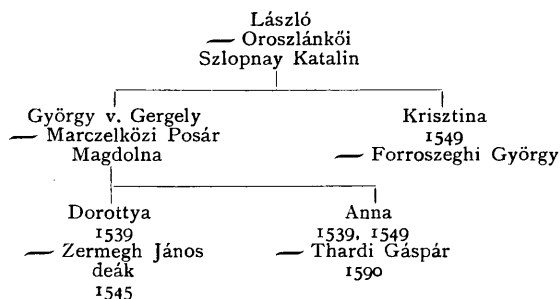 László
— Oroszlánkői
Szlopnay Katalin
György v. Gergely
— Marczelközi Posár
Magdolna
Krisztina
1549
— Forroszeghi György
Dorottya
1539
— Zermegh János
deák
1545
Anna
1539, 1549
— Thardi Gáspár
1590